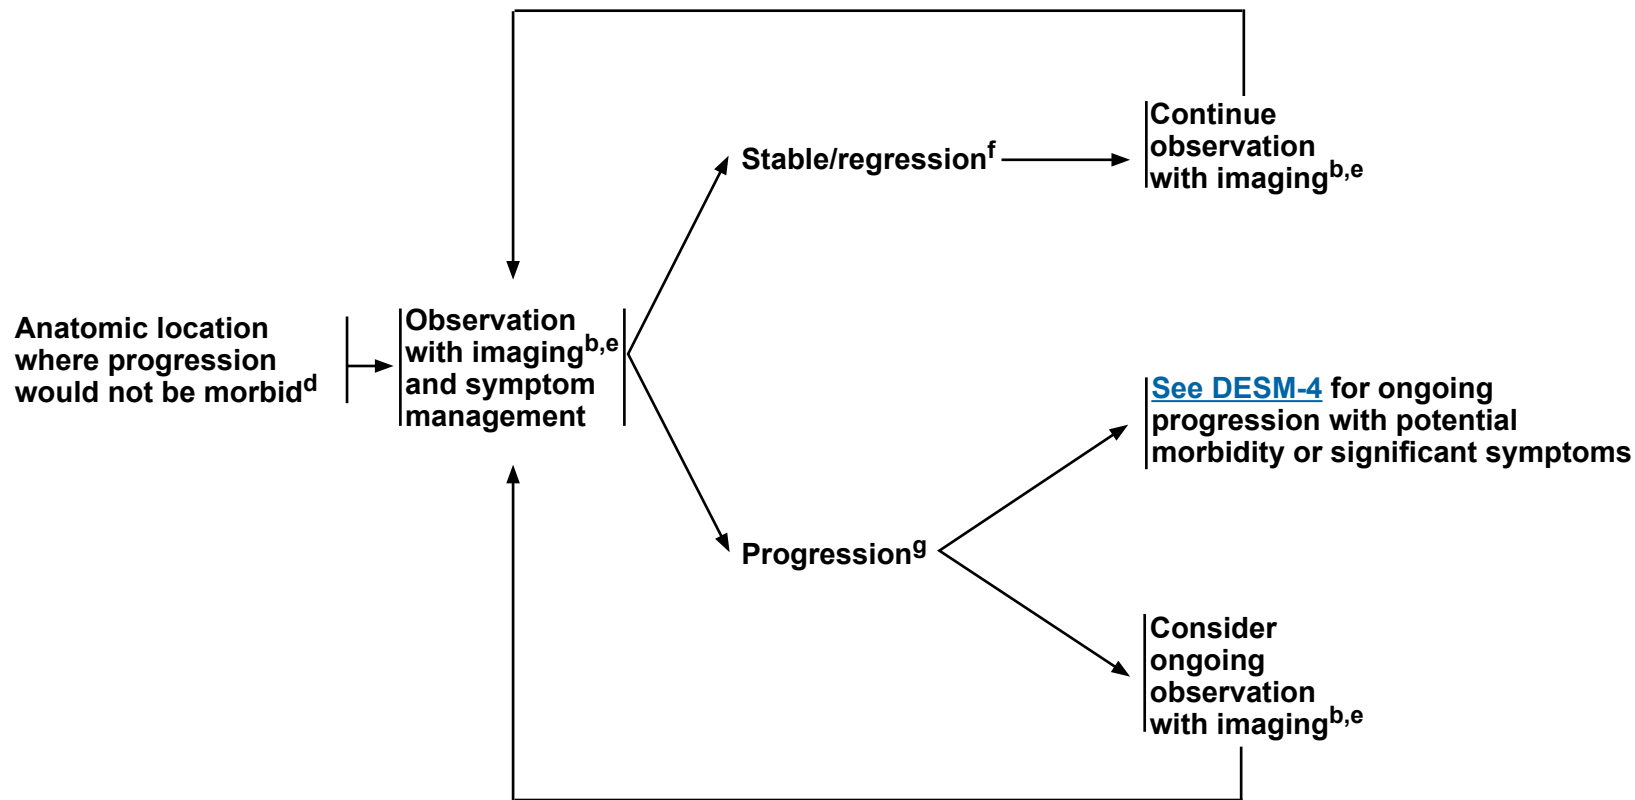 Anatomic location
where progression
would not be morbidd
Observation
with imagingb,e
and symptom
management
Stable/regressionf
Continue
observation
with imagingb,e
Progressiong
See DESM-4 for ongoing
progression with potential
morbidity or significant symptoms
Consider
ongoing
observation
with imagingb,e